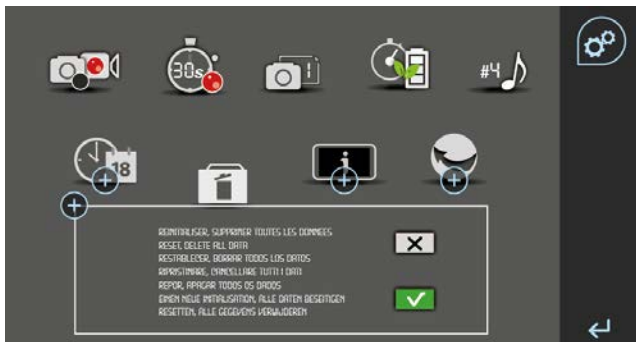 30s
1
#4
18
i
REINITIALISER, SUPPRIMER TOUTES LES DONNEES
RESET, DELETE ALL DATA
RESTABLECER, BORRAR TODOS LOS DATOS
RIPRISTINARE, CANCELLARE TUTTI I DATI
REPOR, APAGAR TODOS OS DADOS
EINEN NEUE INITIALISATION, ALLE DATEN BESEITIGEN
RESETTEN, ALLE GEGEVENS VERWIJDEREN